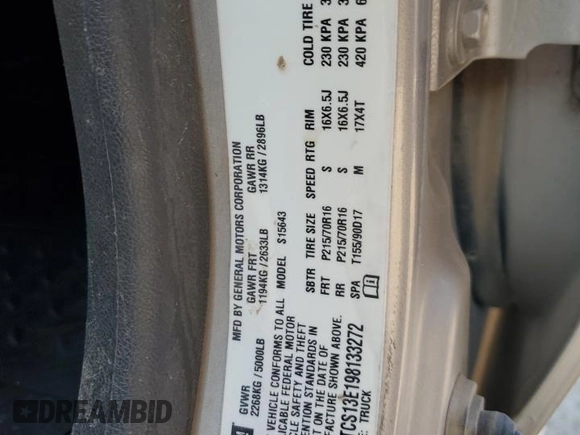 MFD BY GENERAL MOTORS CORPORATION
GVWR GAWR FRT GAWR RR
2268KG / 5000LB 1194KG / 2633LB 1314KG / 2896LB
VEHICLE CONFORMS TO ALL MODEL S15643
FEDERAL MOTOR
SAFETY AND THEFT
STANDARDS IN
ON THE DATE OF
SHOWN ABOVE.
TCS13E198133272
TRUCK
SBTR TIRE SIZE SPEED RTG RIM COLD TIRE
FRT P215/70R16 S 16X6.5J 230 KPA
RR P215/70R16 S 16X6.5J 230 KPA
SPA T155/90D17 M 17X4T 420 KPA
DREAMBID